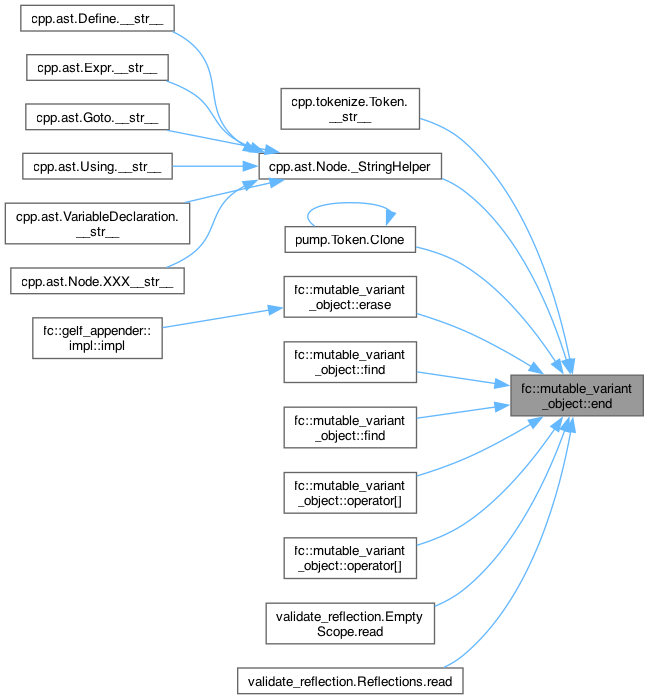 cpp.ast.Define.__str__
cpp.ast.Expr.__str__
cpp.ast.Goto.__str__
cpp.ast.Using.__str__
cpp.ast.VariableDeclaration.
__str__
cpp.ast.Node.XXX__str__
fc::gelf_appender::
impl::impl
cpp.tokenize.Token.
__str__
cpp.ast.Node._StringHelper
pump.Token.Clone
fc::mutable_variant
_object::erase
fc::mutable_variant
_object::find
fc::mutable_variant
_object::find
fc::mutable_variant
_object::operator[]
fc::mutable_variant
_object::operator[]
validate_reflection.Empty
Scope.read
validate_reflection.Reflections.read
fc::mutable_variant
_object::end